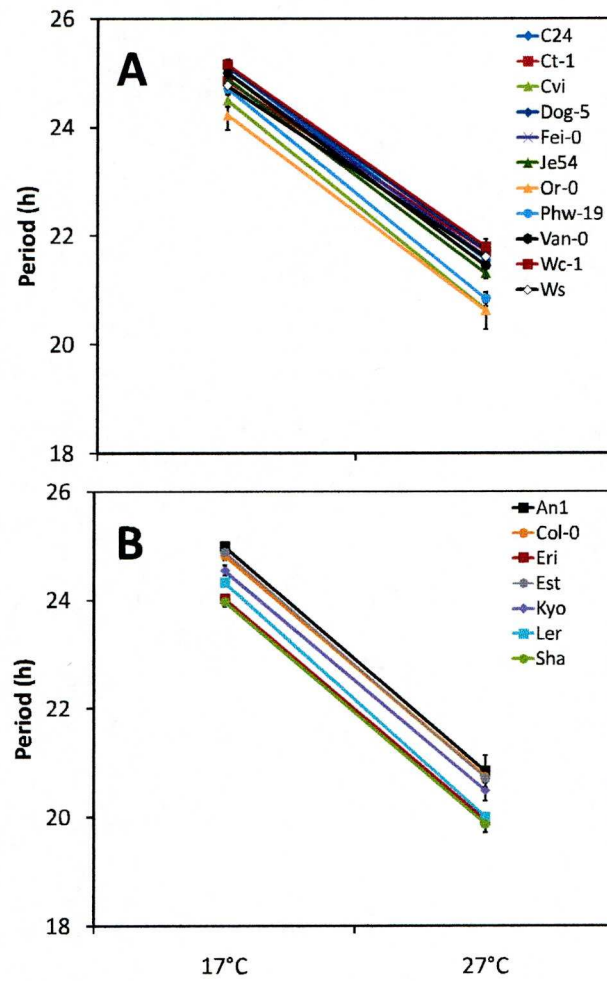 26
24
22
20
18
Period (h)
A
C24
Ct-1
Cvi
Dog-5
Fei-0
Je54
Or-0
Phw-19
Van-0
Wc-1
Ws
26
24
22
20
18
Period (h)
B
An1
Col-0
Eri
Est
Kyo
Ler
Sha
17°C 27°C